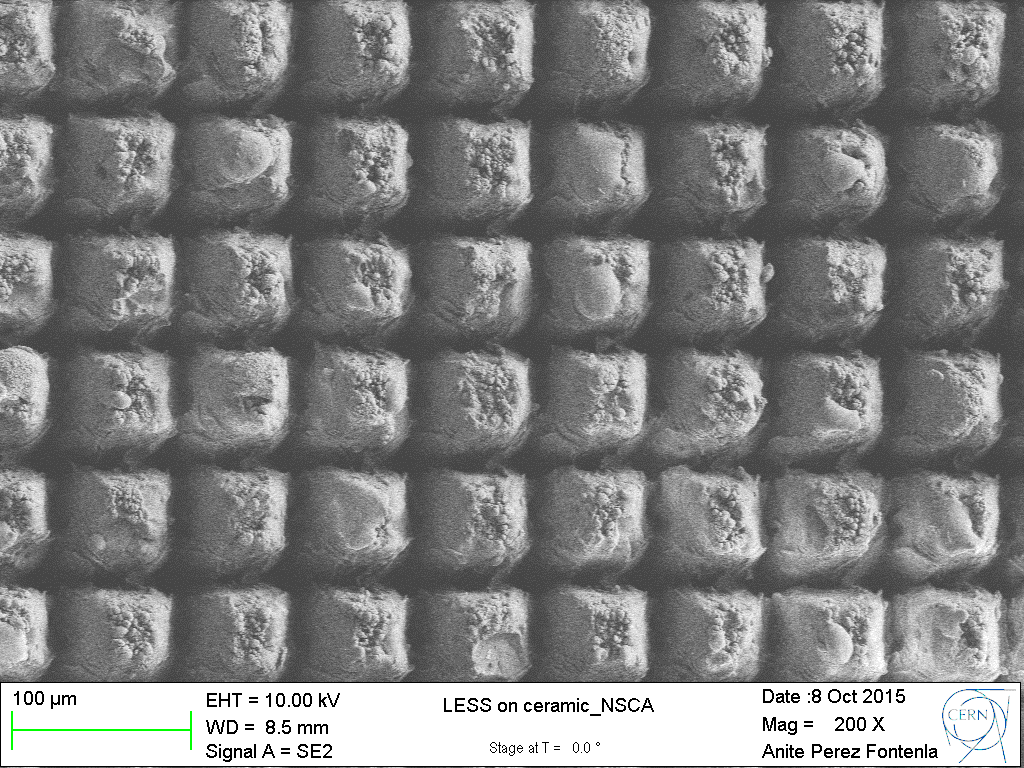 100 µm
EHT = 10.00 kV
WD = 8.5 mm
Signal A = SE2
LESS on ceramic_NSCA
Stage at T = 0.0 °
Date :8 Oct 2015
Mag = 200 X
Anite Perez Fontenla
CERN